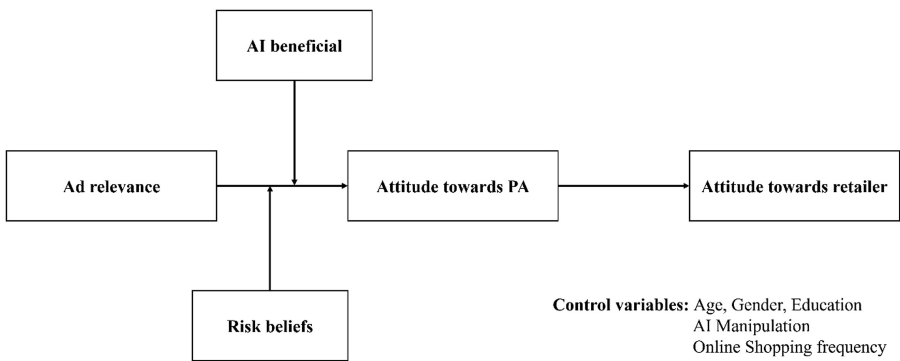 AI beneficial
Ad relevance
Attitude towards PA
Attitude towards retailer
Risk beliefs
Control variables: Age, Gender, Education
AI Manipulation
Online Shopping frequency